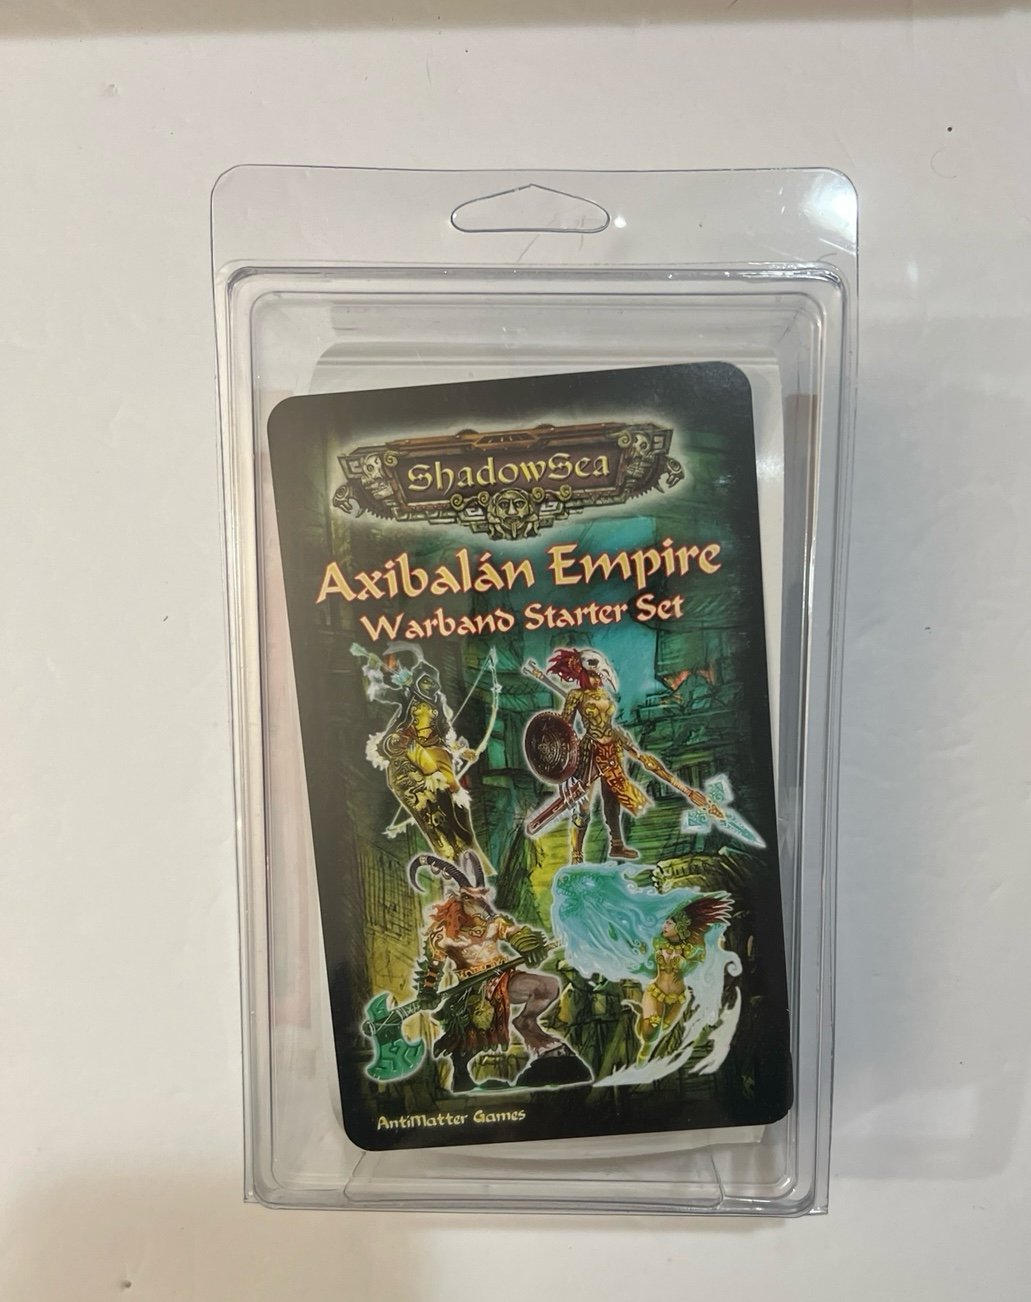 ShadowSea
Axibalán Empire
Warband Starter Set
AntiMatter Games